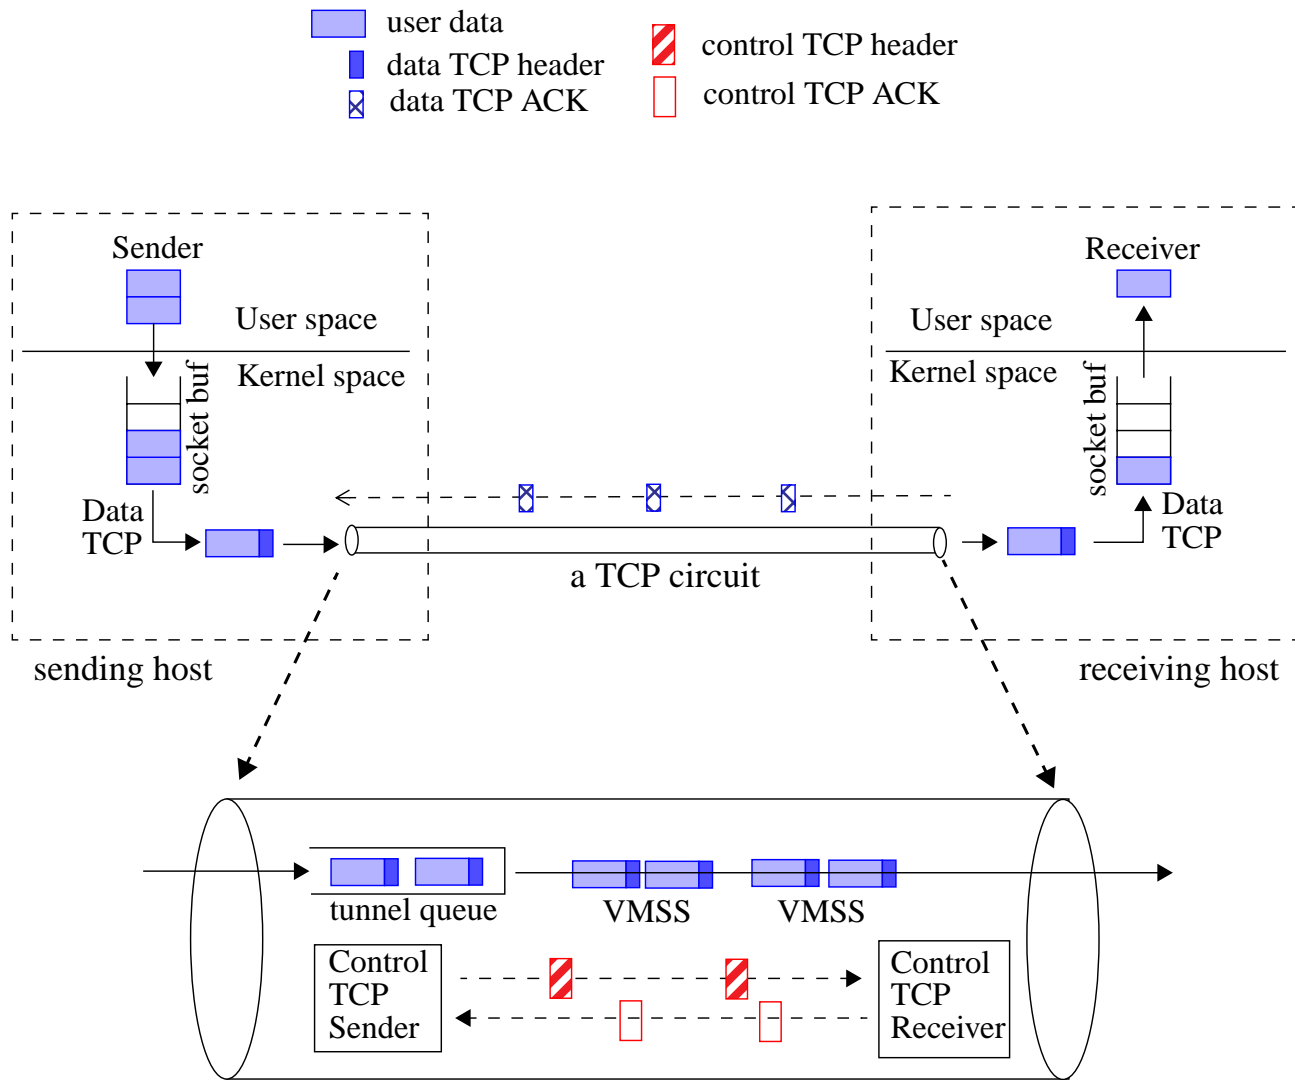 user data
data TCP header
data TCP ACK
control TCP header
control TCP ACK
Sender
User space
Kernel space
socket buf
Data
TCP
sending host
a TCP circuit
Receiver
User space
Kernel space
socket buf
Data
TCP
receiving host
tunnel queue
VMSS
VMSS
Control
TCP
Sender
Control
TCP
Receiver